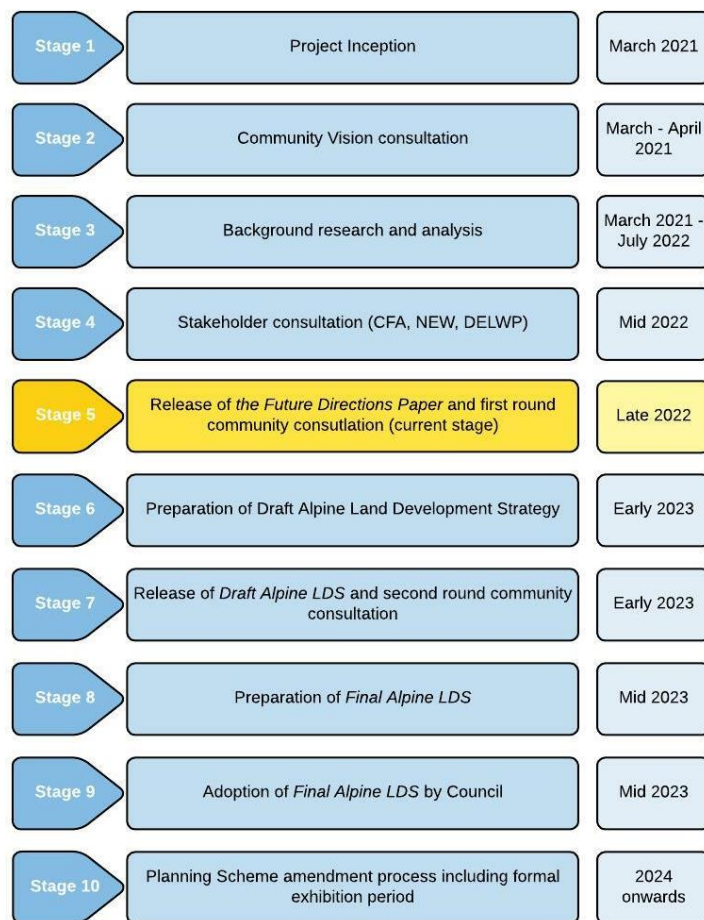 Stage 1
Project Inception
March 2021
Stage 2
Community Vision consultation
March - April
2021
Stage 3
Background research and analysis
March 2021 -
July 2022
Stage 4
Stakeholder consultation (CFA, NEW, DELWP)
Mid 2022
Stage 5
Release of the Future Directions Paper and first round
community consutlation (current stage)
Late 2022
Stage 6
Preparation of Draft Alpine Land Development Strategy
Early 2023
Stage 7
Release of Draft Alpine LDS and second round community
consultation
Early 2023
Stage 8
Preparation of Final Alpine LDS
Mid 2023
Stage 9
Adoption of Final Alpine LDS by Council
Mid 2023
Stage 10
Planning Scheme amendment process including formal
exhibition period
2024
onwards